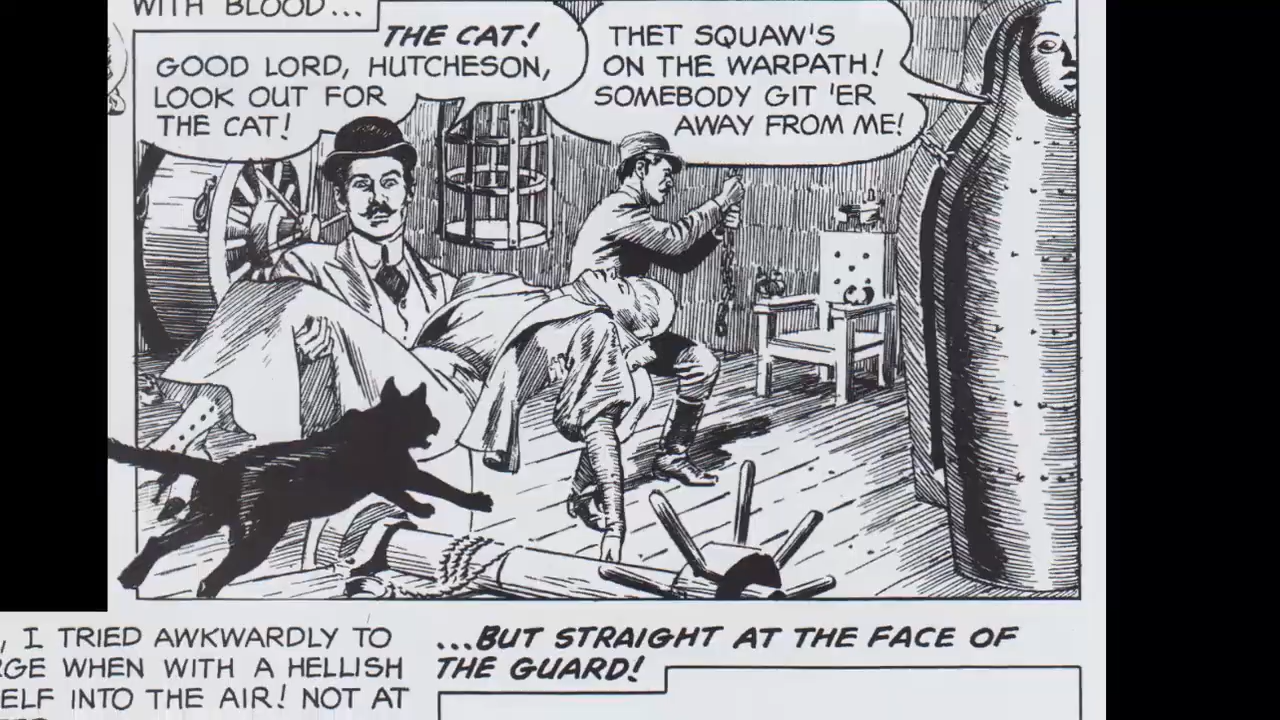 WITH BLOOD...
THE CAT!
GOOD LORD, HUTCHESON,
LOOK OUT FOR
THE CAT!
THET SQUAW'S
ON THE WARPATH!
SOMEBODY GIT 'ER
AWAY FROM ME!
, I TRIED AWKWARDLY TO
RGE WHEN WITH A HELLISH
ELF INTO THE AIR! NOT AT
...BUT STRAIGHT AT THE FACE OF
THE GUARD!